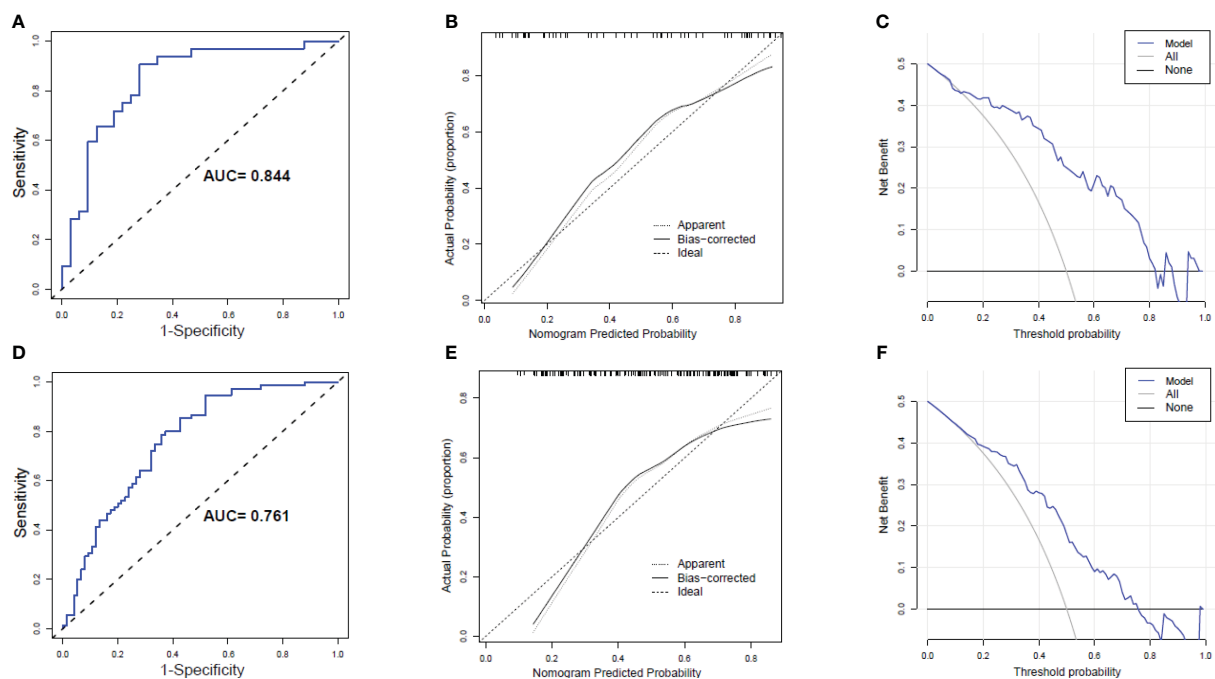 A
Sensitivity
1.0
0.8
0.6
0.4
0.2
0.0
AUC= 0.844
0.0 0.2 0.4 0.6 0.8 1.0
1-Specificity
B
Actual Probability (proportion)
0.8
0.6
0.4
0.2
0.0
Apparent
Bias-corrected
Ideal
0.0 0.2 0.4 0.6 0.8
Nomogram Predicted Probability
C
Net Benefit
Model
All
None
0.5
0.4
0.3
0.2
0.1
0.0
0.0 0.2 0.4 0.6 0.8 1.0
Threshold probability
D
Sensitivity
1.0
0.8
0.6
0.4
0.2
0.0
AUC= 0.761
0.0 0.2 0.4 0.6 0.8 1.0
1-Specificity
E
Actual Probability (proportion)
0.8
0.6
0.4
0.2
0.0
Apparent
Bias-corrected
Ideal
0.0 0.2 0.4 0.6 0.8
Nomogram Predicted Probability
F
Net Benefit
Model
All
None
0.5
0.4
0.3
0.2
0.1
0.0
0.0 0.2 0.4 0.6 0.8 1.0
Threshold probability